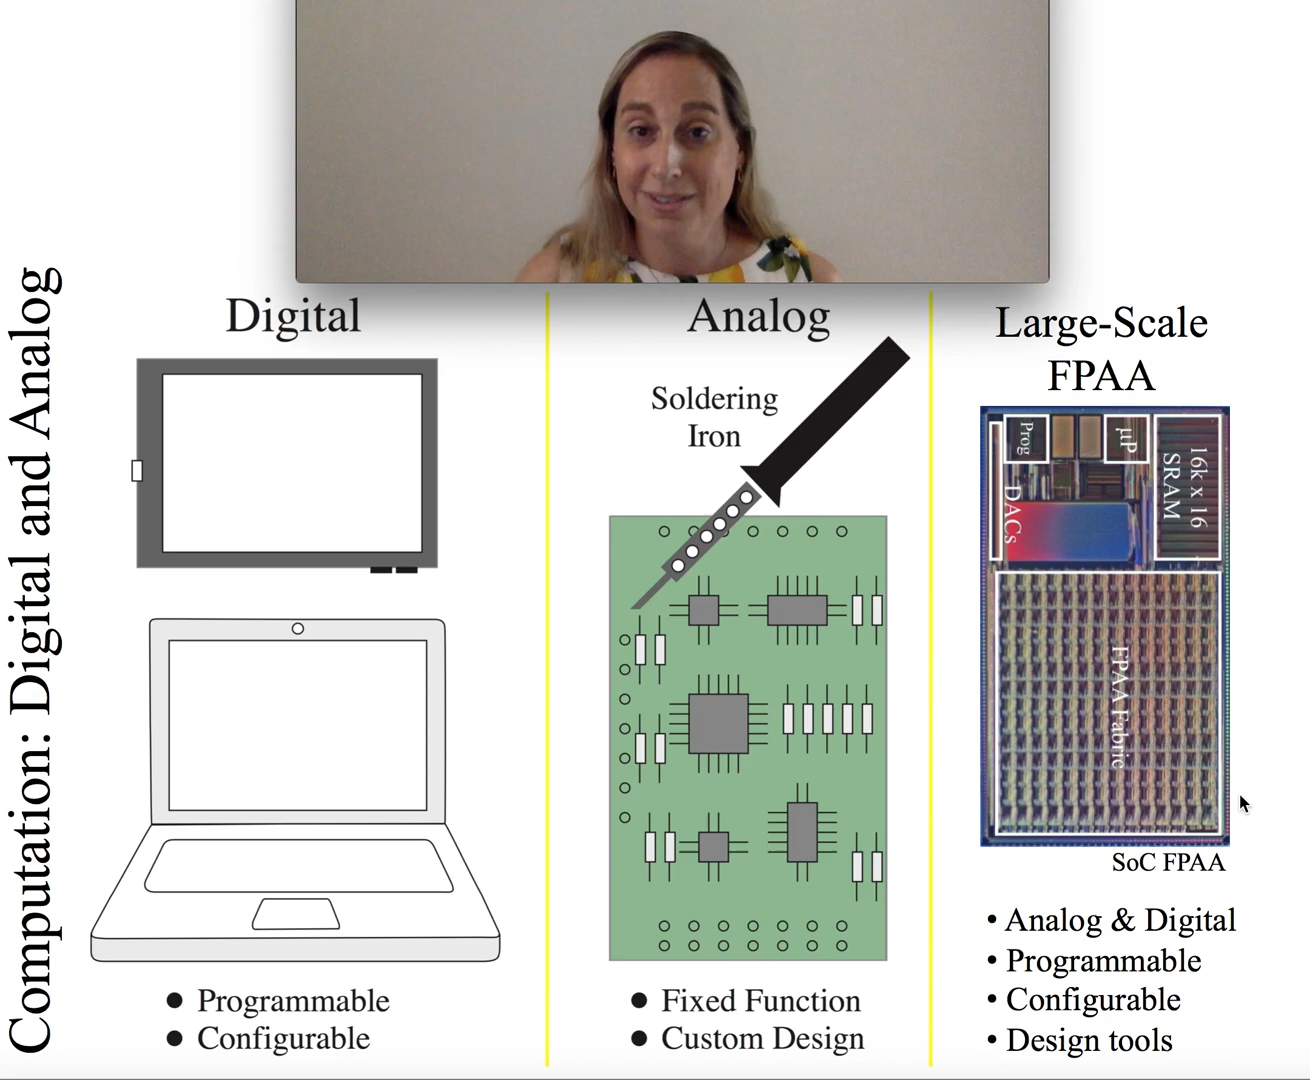 Computation: Digital and Analog
Digital
• Programmable
• Configurable
Analog
Soldering
Iron
• Fixed Function
• Custom Design
Large-Scale
FPAA
Prog
μP
16k x 16
SRAM
DACs
FPAA Fabric
SoC FPAA
• Analog & Digital
• Programmable
• Configurable
• Design tools